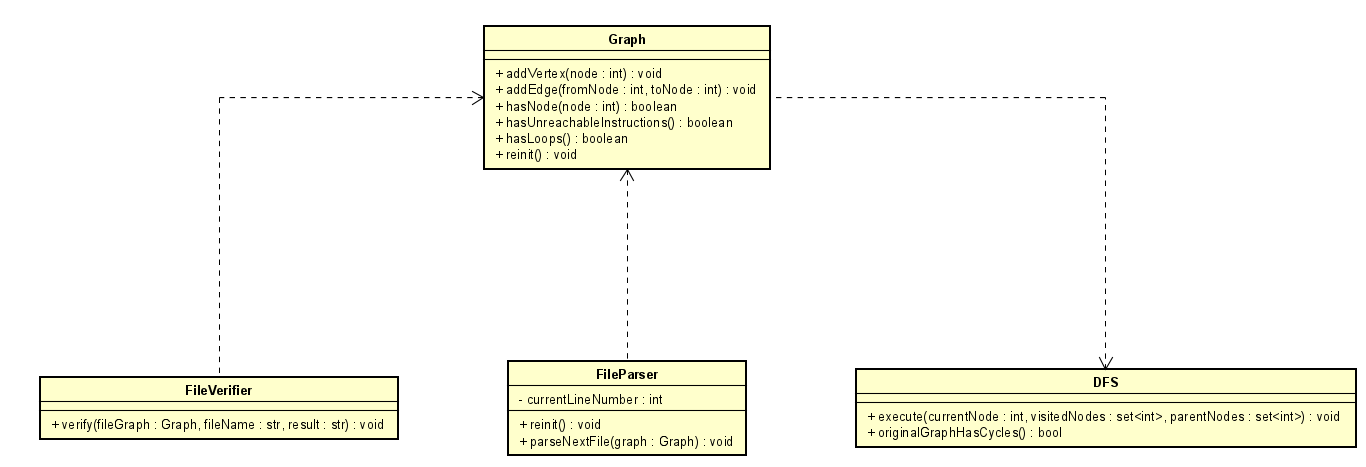 Graph
+ addVertex(node : int) : void
+ addEdge(fromNode : int, toNode : int) : void
+ hasNode(node : int) : boolean
+ hasUnreachableInstructions() : boolean
+ hasLoops() : boolean
+ reinit() : void
FileVerifier
+ verify(fileGraph : Graph, fileName : str, result : str) : void
FileParser
- currentLineNumber : int
+ reinit() : void
+ parseNextFile(graph : Graph) : void
DFS
+ execute(currentNode : int, visitedNodes : set<int>, parentNodes : set<int>) : void
+ originalGraphHasCycles() : bool